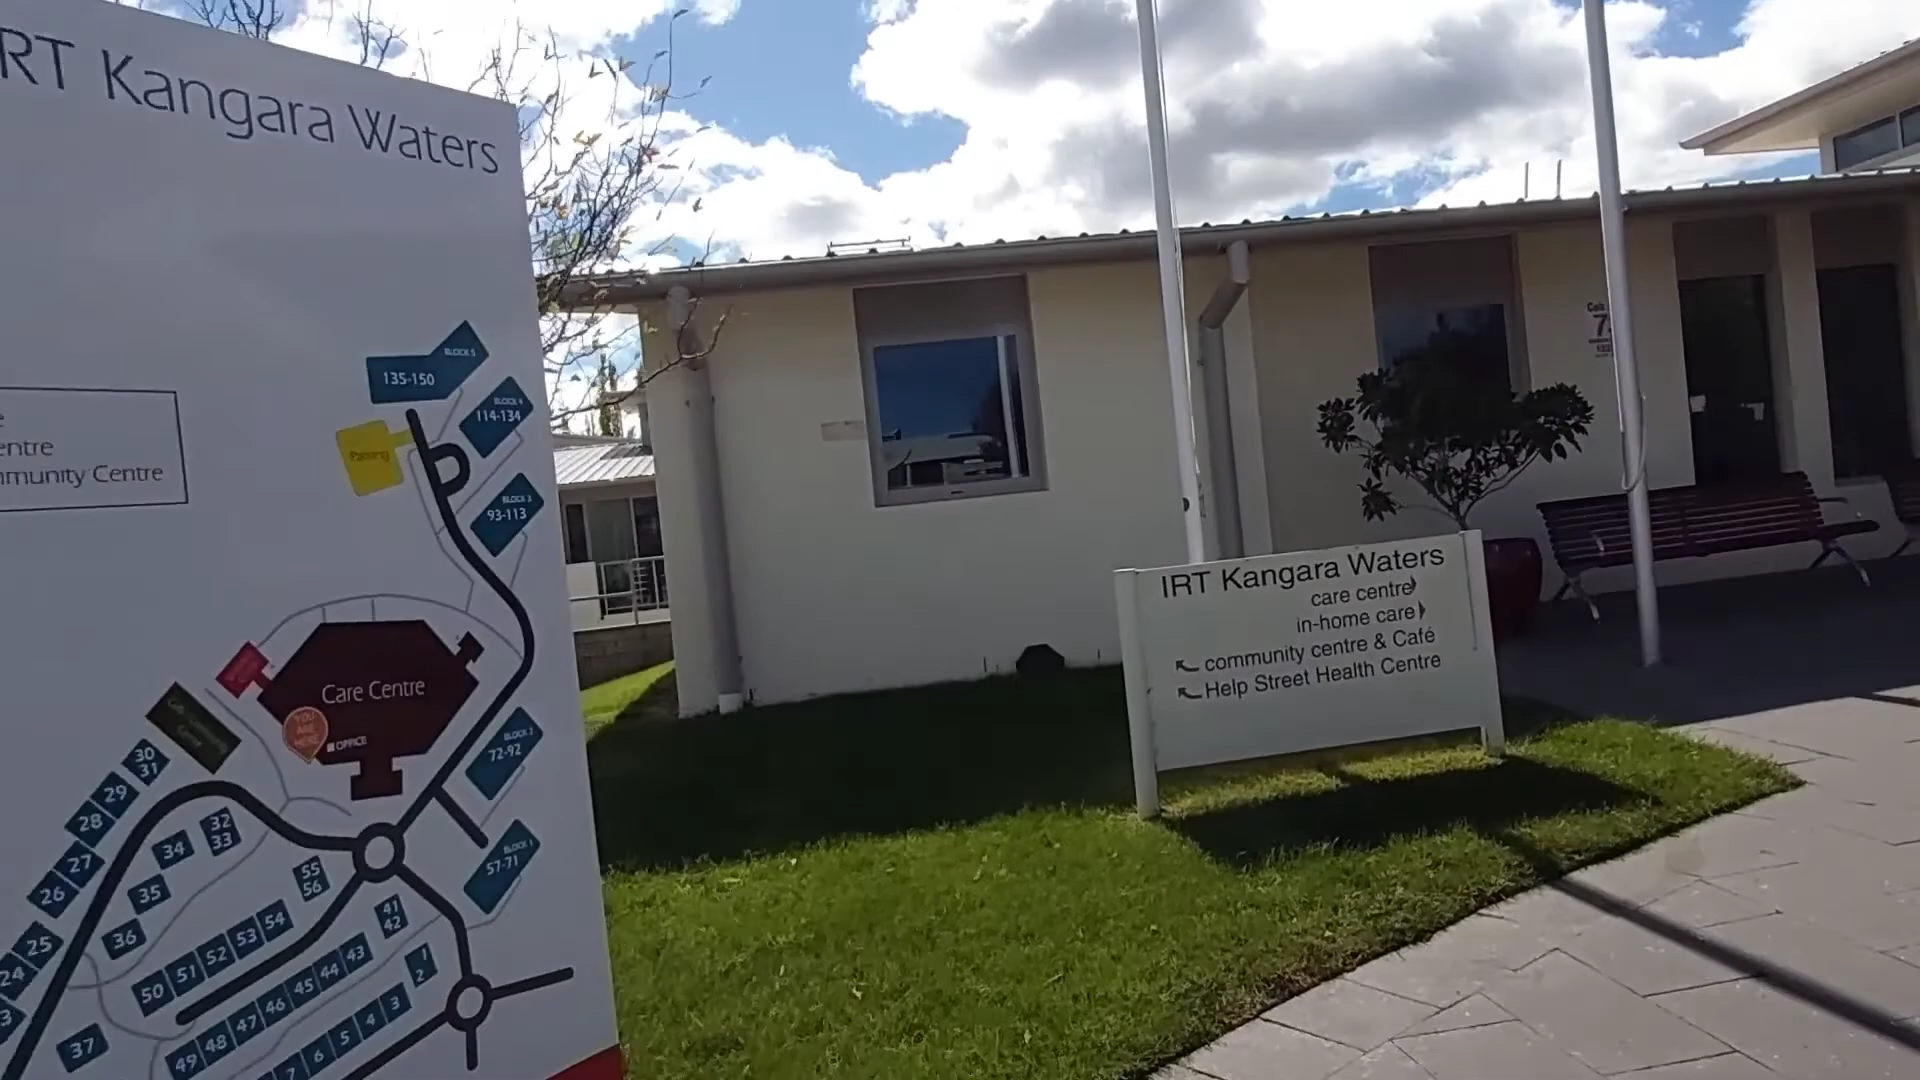 RT Kangara Waters
entre
mmunity Centre
BLOCK 5
135-150
BLOCK 4
114-134
Parking
BLOCK 3
93-113
Care Centre
YOU
ARE
HERE
OFFICE
BLOCK 2
72-92
BLOCK 1
57-71
30
31
29
28
27
26
25
24
32
33
34
35
36
37
55
56
54
53
52
51
50
41
42
43
44
45
46
47
48
49
1
2
3
4
5
6
7
IRT Kangara Waters
care centre
in-home care
community centre & Café
Help Street Health Centre